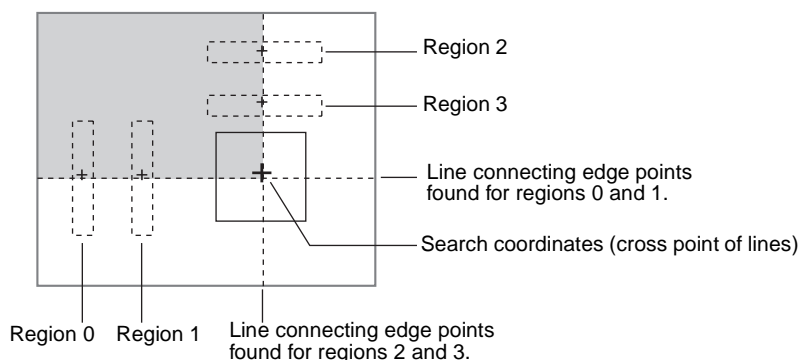 Region 2
Region 3
Line connecting edge points
found for regions 0 and 1.
Search coordinates (cross point of lines)
Region 0
Region 1
Line connecting edge points
found for regions 2 and 3.